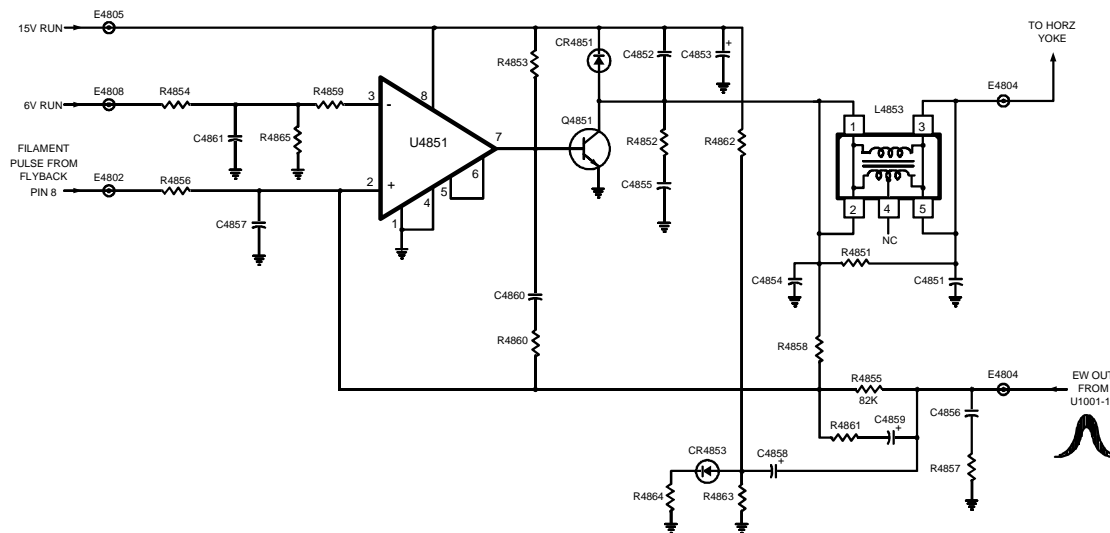 E4805
15V RUN
TO HORZ
YOKE
CR4851
C4852
C4853
+
R4853
E4808
6V RUN
R4854
R4859
3
-
8
E4804
L4853
1
3
Q4851
U4851
7
C4861
R4865
R4852
R4862
FILAMENT
PULSE FROM
FLYBACK
PIN 8
E4802
R4856
2
+
6
5
4
1
C4855
2
4
5
NC
C4857
R4851
C4854
C4851
C4860
R4860
R4858
R4855
82K
E4804
EW OUT
FROM
U1001-1
C4859
+
C4856
R4861
CR4853
C4858
+
R4857
R4864
R4863